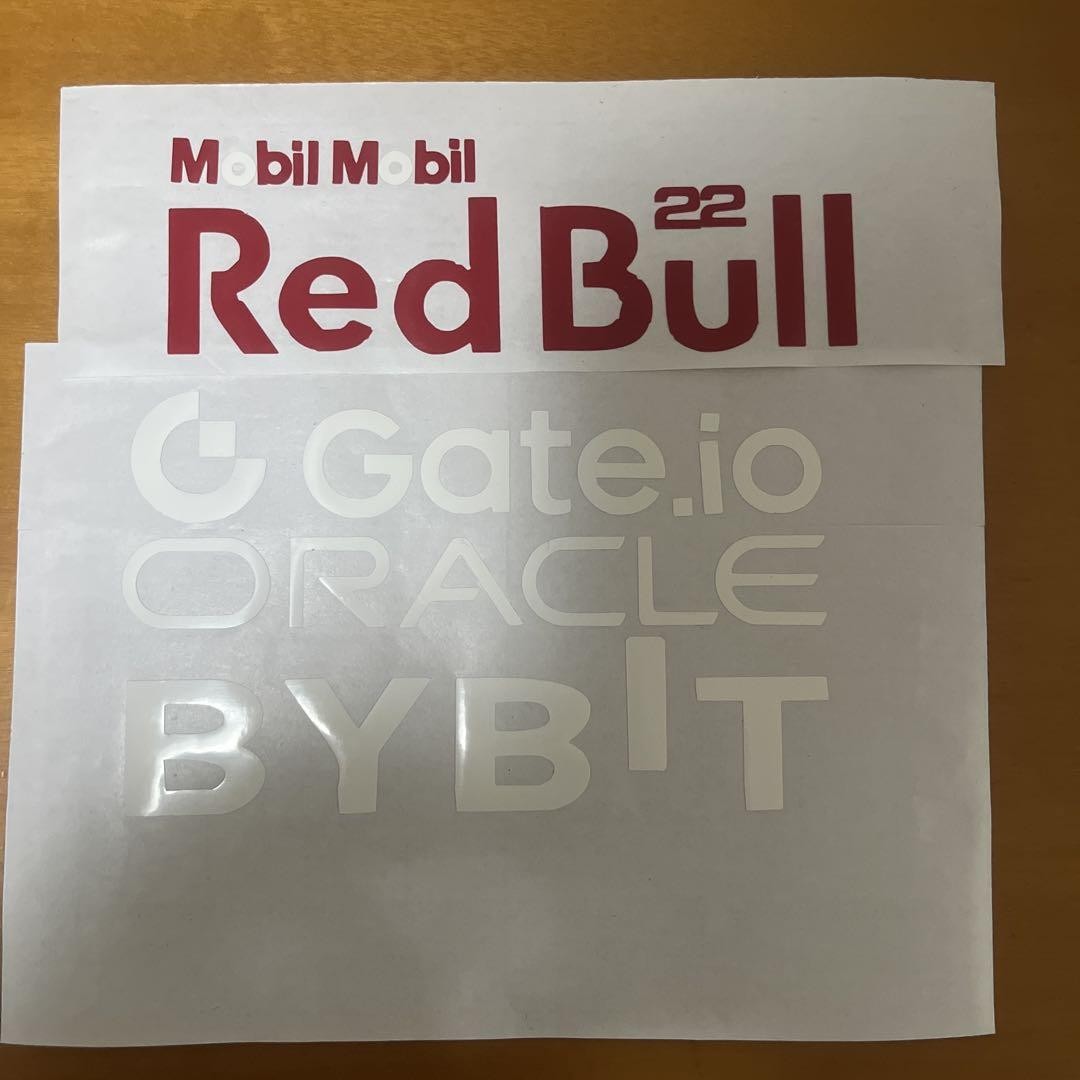 Mobil Mobil
22
Red Bull
Gate.io
ORACLE
BYBIT